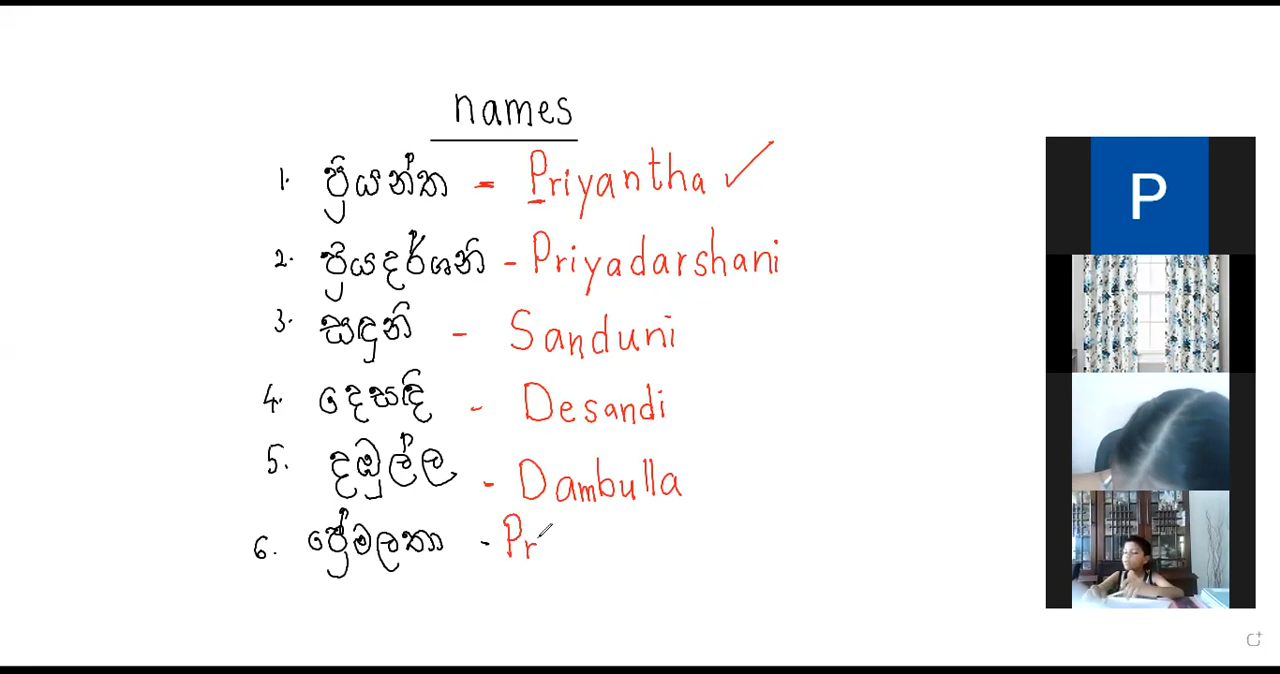 names
1. ප්‍රියන්ත - Priyantha ✓
2. ප්‍රියදර්ශනි - Priyadarshani
3. සඳුනි - Sanduni
4. දෙසඳි - Desandi
5. දඹුල්ල - Dambulla
6. ප්‍රේමලතා - Pr
P